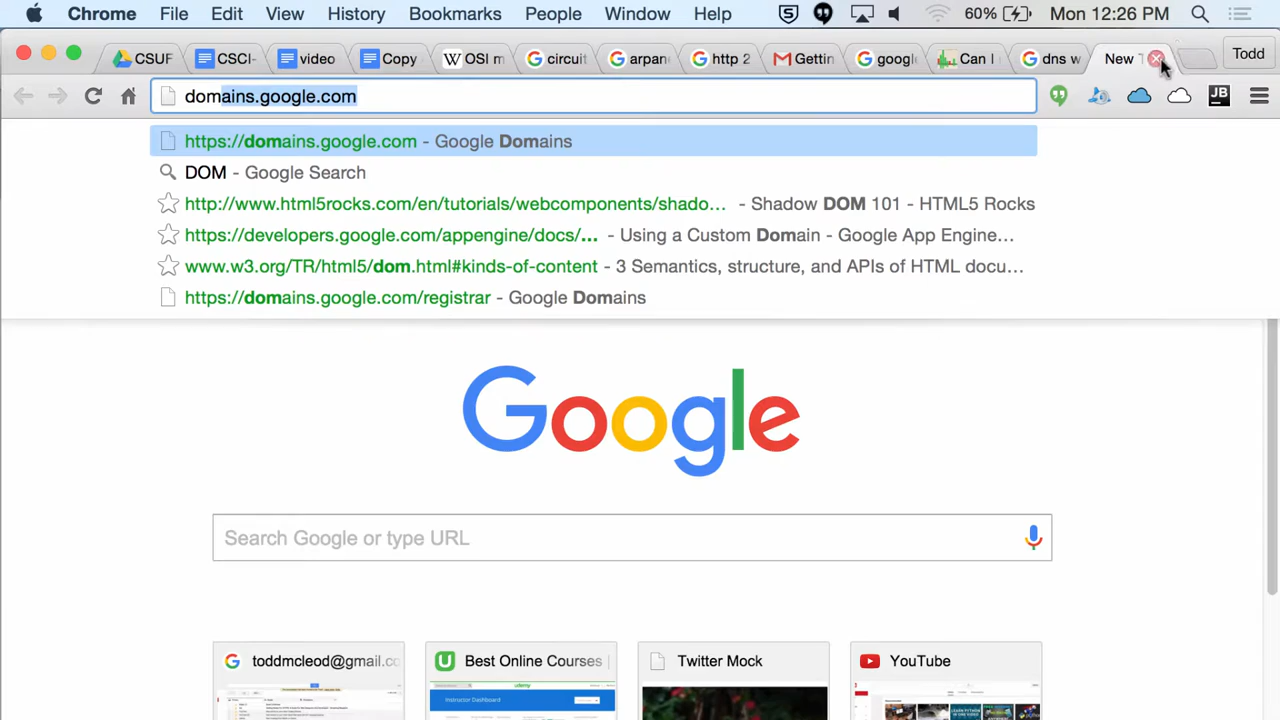 Chrome File Edit View History Bookmarks People Window Help 60% Mon 12:26 PM
CSUF CSCI- video Copy W OSI m circuit arpan http 2 Gettin googl Can I dns w New T Todd
domains.google.com JB
https://domains.google.com - Google Domains
DOM - Google Search
http://www.html5rocks.com/en/tutorials/webcomponents/shado... - Shadow DOM 101 - HTML5 Rocks
https://developers.google.com/appengine/docs/... - Using a Custom Domain - Google App Engine...
www.w3.org/TR/html5/dom.html#kinds-of-content - 3 Semantics, structure, and APIs of HTML docu...
https://domains.google.com/registrar - Google Domains
Google
Search Google or type URL
toddmcleod@gmail.cc Best Online Courses | Twitter Mock YouTube
udemy
Instructor Dashboard